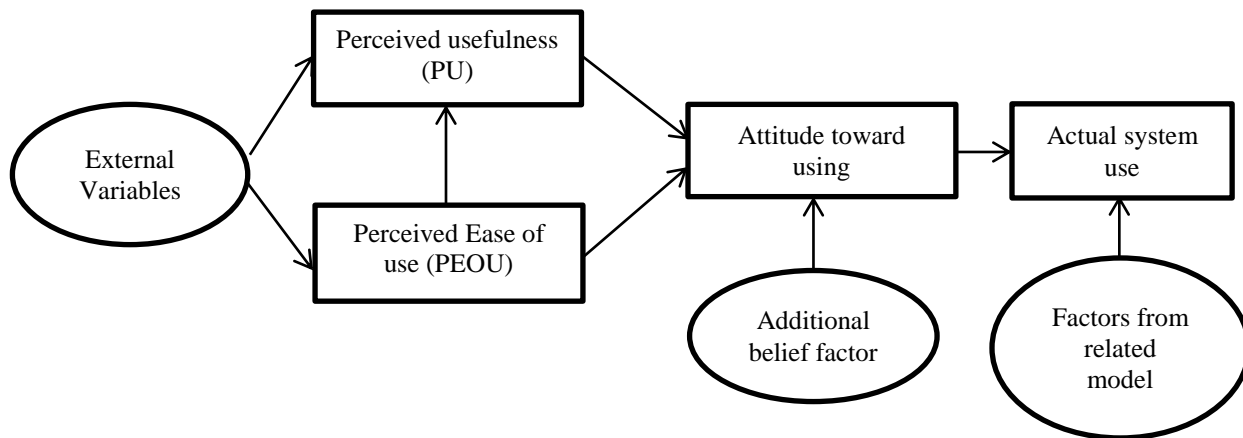 Perceived usefulness
(PU)
External
Variables
Perceived Ease of
use (PEOU)
Attitude toward
using
Actual system
use
Additional
belief factor
Factors from
related
model